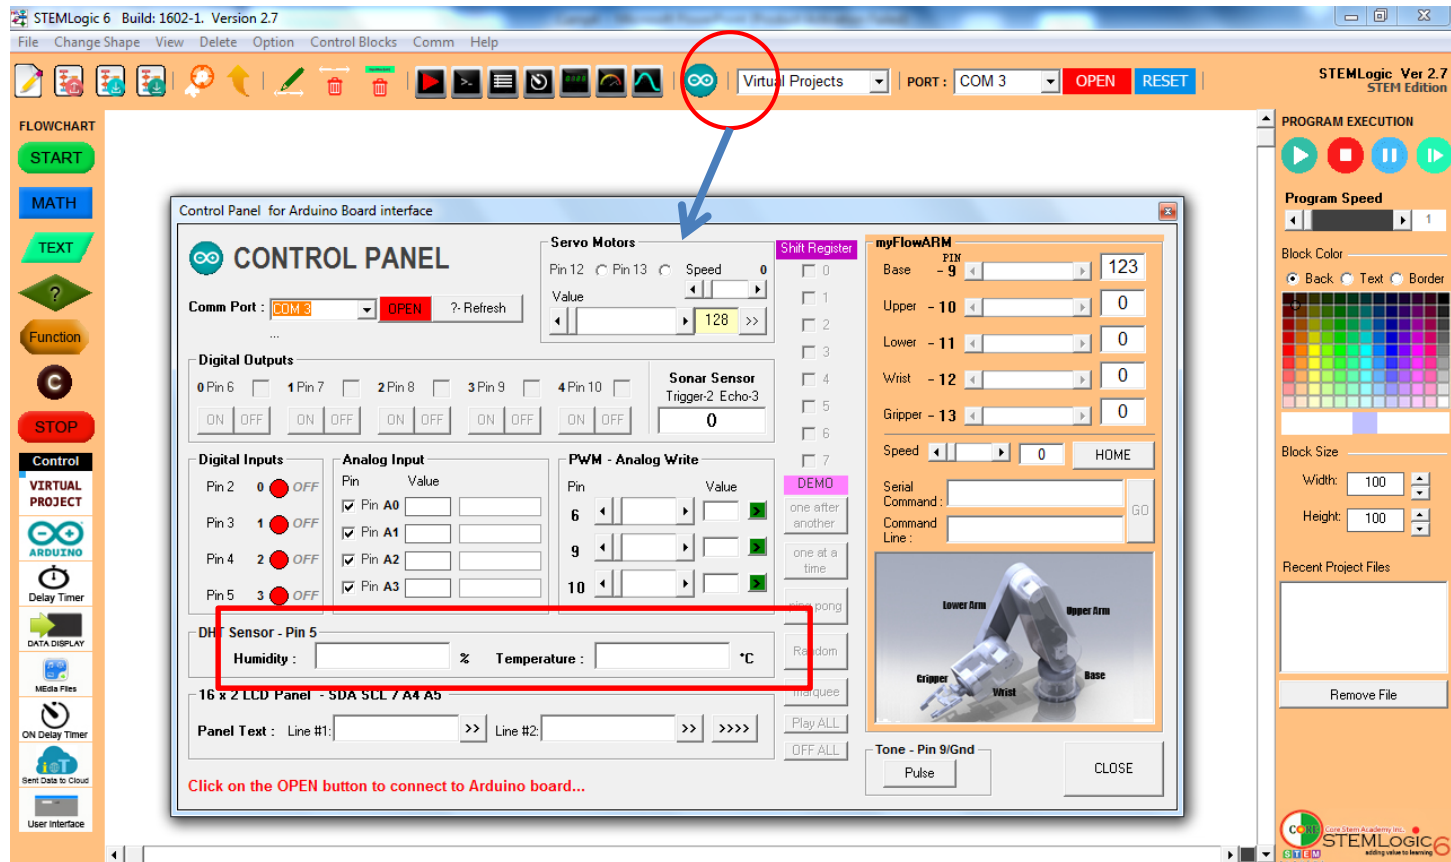 STEMLogic 6 Build: 1602-1. Version 2.7
File Change Shape View Delete Option Control Blocks Comm Help
Virtual Projects PORT : COM 3 OPEN RESET
STEMLogic Ver 2.7
STEM Edition
FLOWCHART
START
MATH
TEXT
?
Function
C
STOP
Control
VIRTUAL
PROJECT
ARDUINO
Delay Timer
DATA DISPLAY
MEdia Files
ON Delay Timer
IoT
Sent Data to Cloud
User Interface
Control Panel for Arduino Board interface
CONTROL PANEL
Comm Port : COM 3 OPEN ?- Refresh
...
Servo Motors
Pin 12 Pin 13 Speed 0
Value
128 >>
Digital Outputs
0 Pin 6 1 Pin 7 2 Pin 8 3 Pin 9 4 Pin 10
ON OFF ON OFF ON OFF ON OFF ON OFF
Sonar Sensor
Trigger-2 Echo-3
0
Digital Inputs
Pin 2 0 OFF
Pin 3 1 OFF
Pin 4 2 OFF
Pin 5 3 OFF
Analog Input
Pin Value
Pin A0
Pin A1
Pin A2
Pin A3
PWM - Analog Write
Pin Value
6 >
9 >
10 >
DHT Sensor - Pin 5
Humidity : % Temperature : °C
16 x 2 LCD Panel - SDA SCL / A4 A5
Panel Text : Line #1: >> Line #2: >> >>>>
Click on the OPEN button to connect to Arduino board...
Shift Register
0
1
2
3
4
5
6
7
DEMO
one after
another
one at a
time
ping pong
Random
marquee
Play ALL
OFF ALL
myFlowARM
PIN
Base - 9 123
Upper - 10 0
Lower - 11 0
Wrist - 12 0
Gripper - 13 0
Speed 0 HOME
Serial
Command :
GO
Command
Line :
Lower Arm
Upper Arm
Gripper
Wrist
Base
Tone - Pin 9/Gnd
Pulse
CLOSE
PROGRAM EXECUTION
Program Speed
1
Block Color
Back Text Border
Block Size
Width: 100
Height: 100
Recent Project Files
Remove File
CORE
STEM
Core Stem Academy Inc.
STEMLOGIC 6
adding value to learning